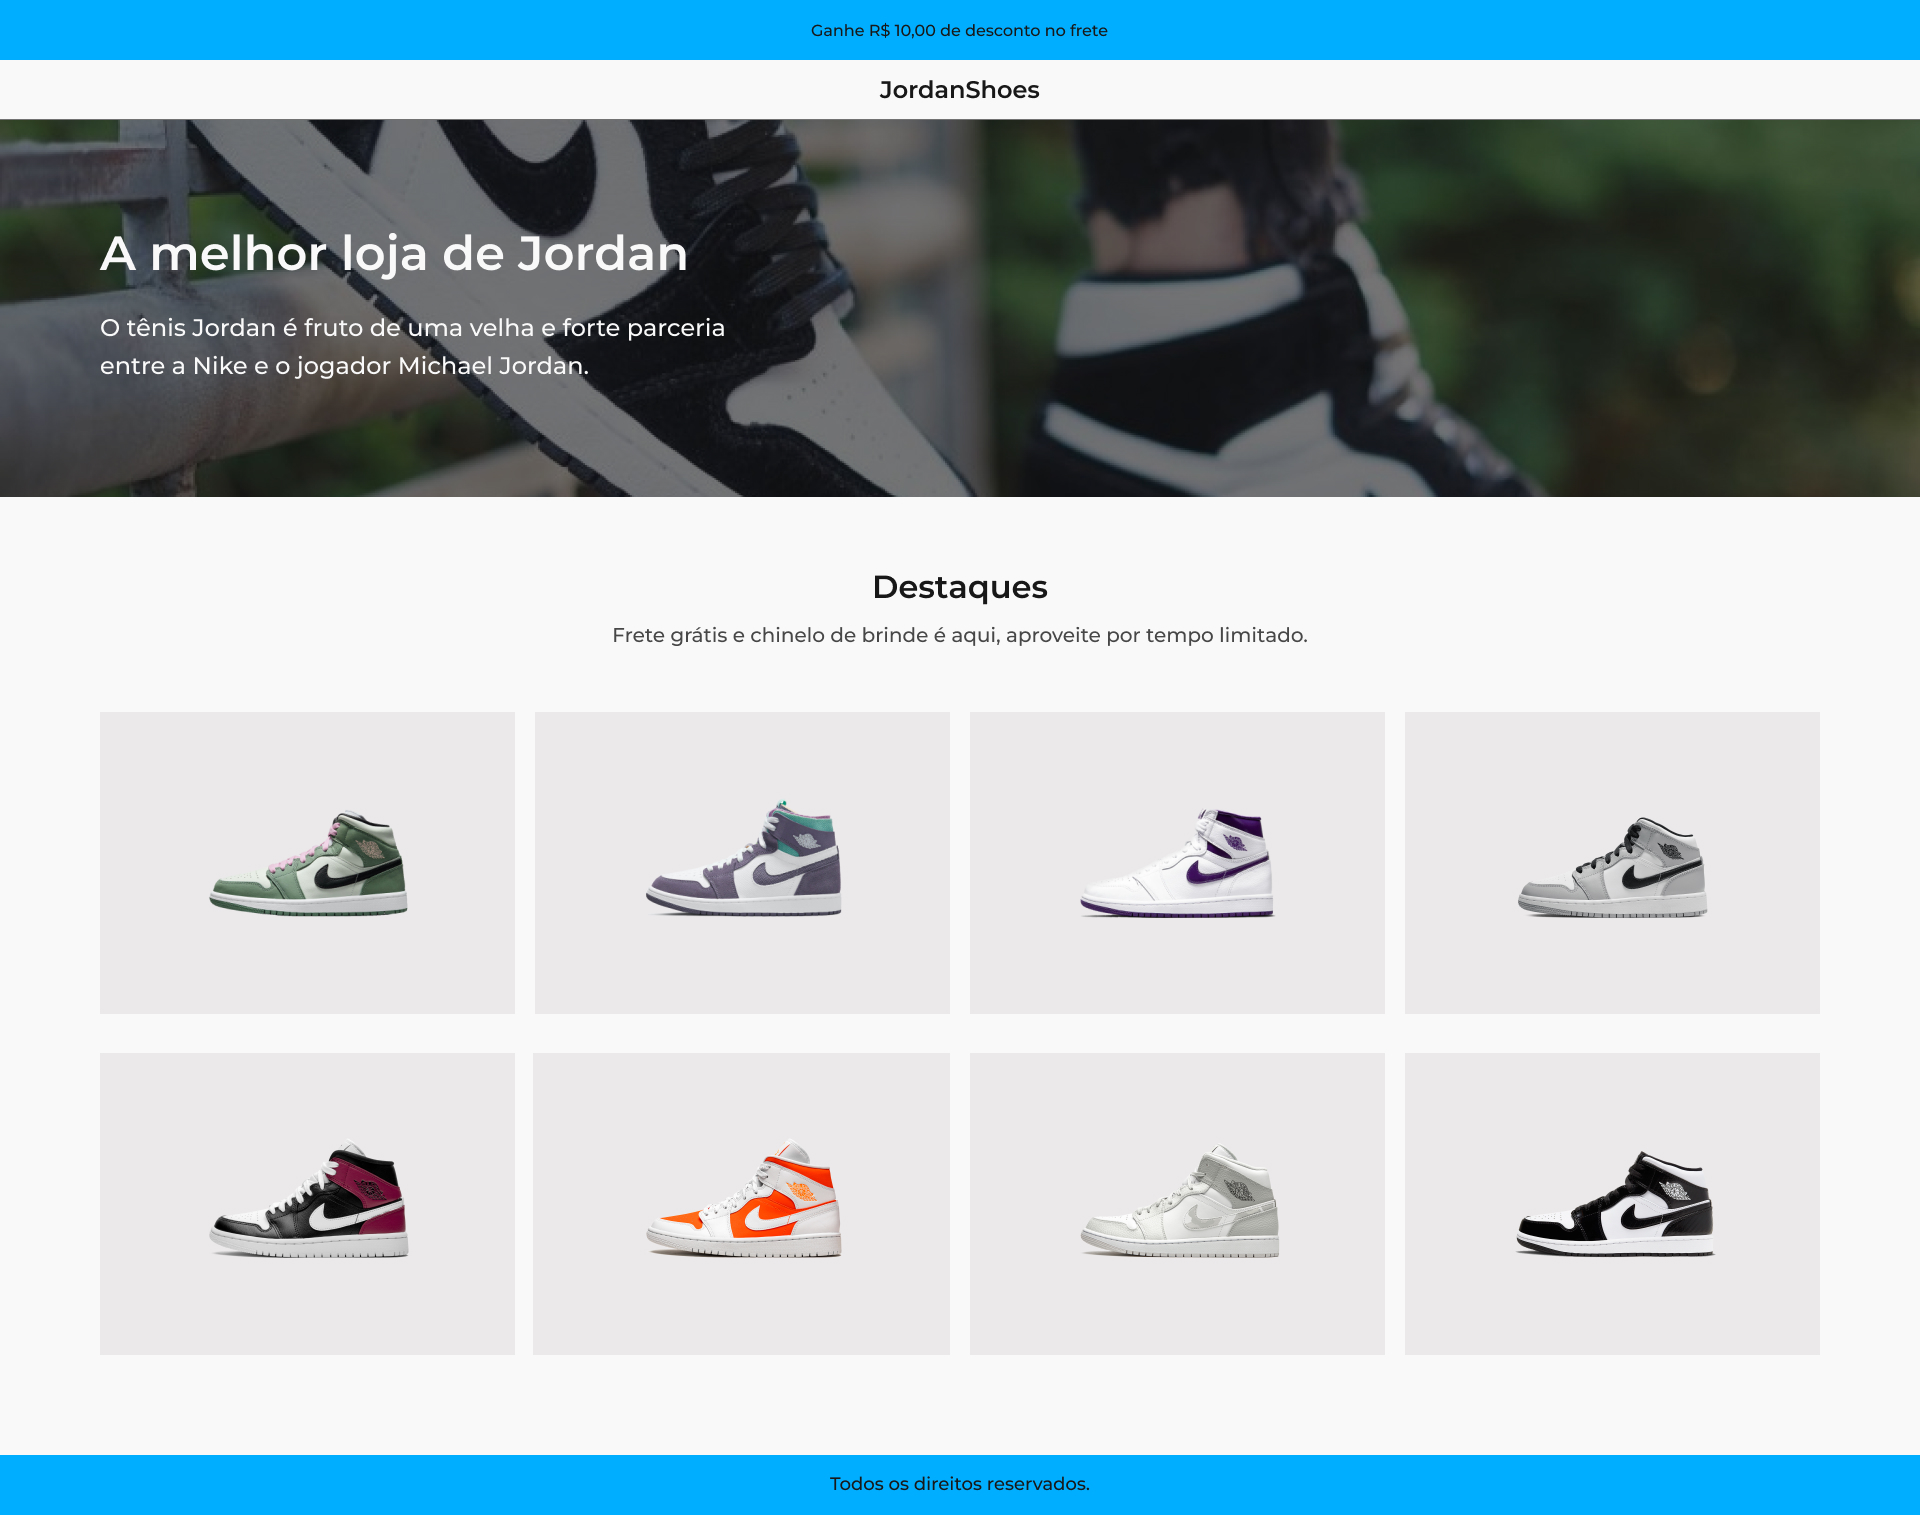 Ganhe R$ 10,00 de desconto no frete
JordanShoes
A melhor loja de Jordan
O tênis Jordan é fruto de uma velha e forte parceria
entre a Nike e o jogador Michael Jordan.
Destaques
Frete grátis e chinelo de brinde é aqui, aproveite por tempo limitado.
Todos os direitos reservados.